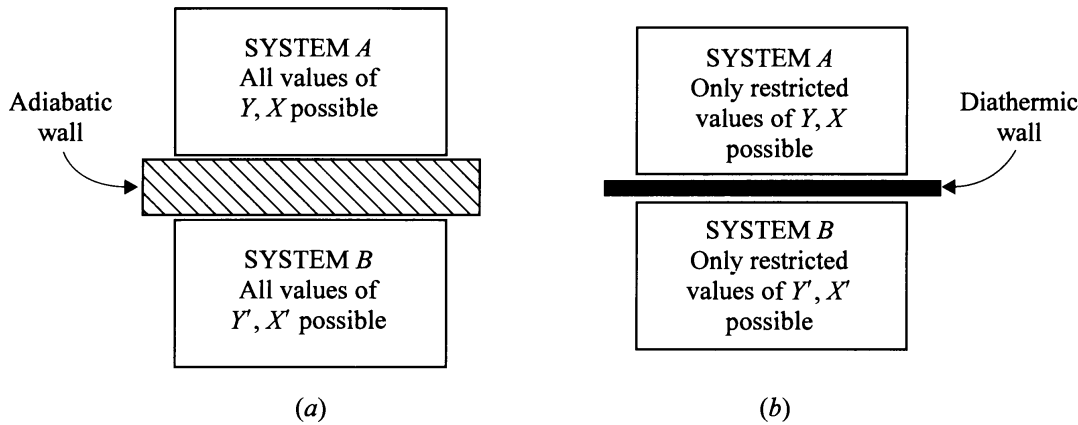 Adiabatic
wall
SYSTEM A
All values of
Y, X possible
SYSTEM B
All values of
Y′, X′ possible
(a)
SYSTEM A
Only restricted
values of Y, X
possible
Diathermic
wall
SYSTEM B
Only restricted
values of Y′, X′
possible
(b)